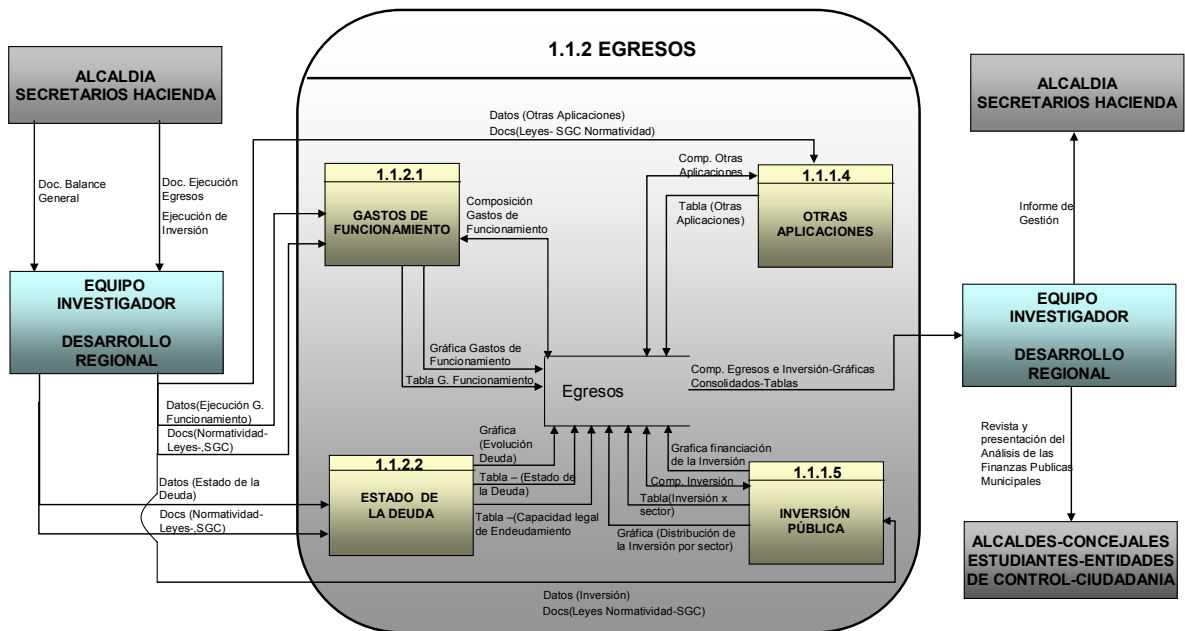 1.1.2 EGRESOS
ALCALDIA
SECRETARIOS HACIENDA
Doc. Balance
General
Doc. Ejecución
Egresos
Ejecución de
Inversión
EQUIPO
INVESTIGADOR
DESARROLLO
REGIONAL
Datos(Ejecución G.
Funcionamiento)
Docs(Normatividad-
Leyes-,SGC)
Datos (Estado de la
Deuda)
Docs (Normatividad-
Leyes-,SGC)
Datos (Otras Aplicaciones)
Docs(Leyes- SGC Normatividad)
1.1.2.1
GASTOS DE
FUNCIONAMIENTO
Composición
Gastos de
Funcionamiento
Comp. Otras
Aplicaciones
Tabla (Otras
Aplicaciones)
1.1.1.4
OTRAS
APLICACIONES
Gráfica Gastos de
Funcionamiento
Tabla G. Funcionamiento
Egresos
Comp. Egresos e Inversión-Gráficas
Consolidados-Tablas
1.1.2.2
ESTADO DE
LA DEUDA
Gráfica
(Evolución
Deuda)
Tabla – (Estado de
la Deuda)
Tabla –(Capacidad legal
de Endeudamiento
Grafica financiación
de la Inversión
Comp. Inversión
Tabla(Inversión x
sector)
Gráfica (Distribución de
la Inversión por sector)
1.1.1.5
INVERSIÓN
PÚBLICA
Datos (Inversión)
Docs(Leyes Normatividad-SGC)
ALCALDIA
SECRETARIOS HACIENDA
Informe de
Gestión
EQUIPO
INVESTIGADOR
DESARROLLO
REGIONAL
Revista y
presentación del
Análisis de las
Finanzas Publicas
Municipales
ALCALDES-CONCEJALES
ESTUDIANTES-ENTIDADES
DE CONTROL-CIUDADANIA